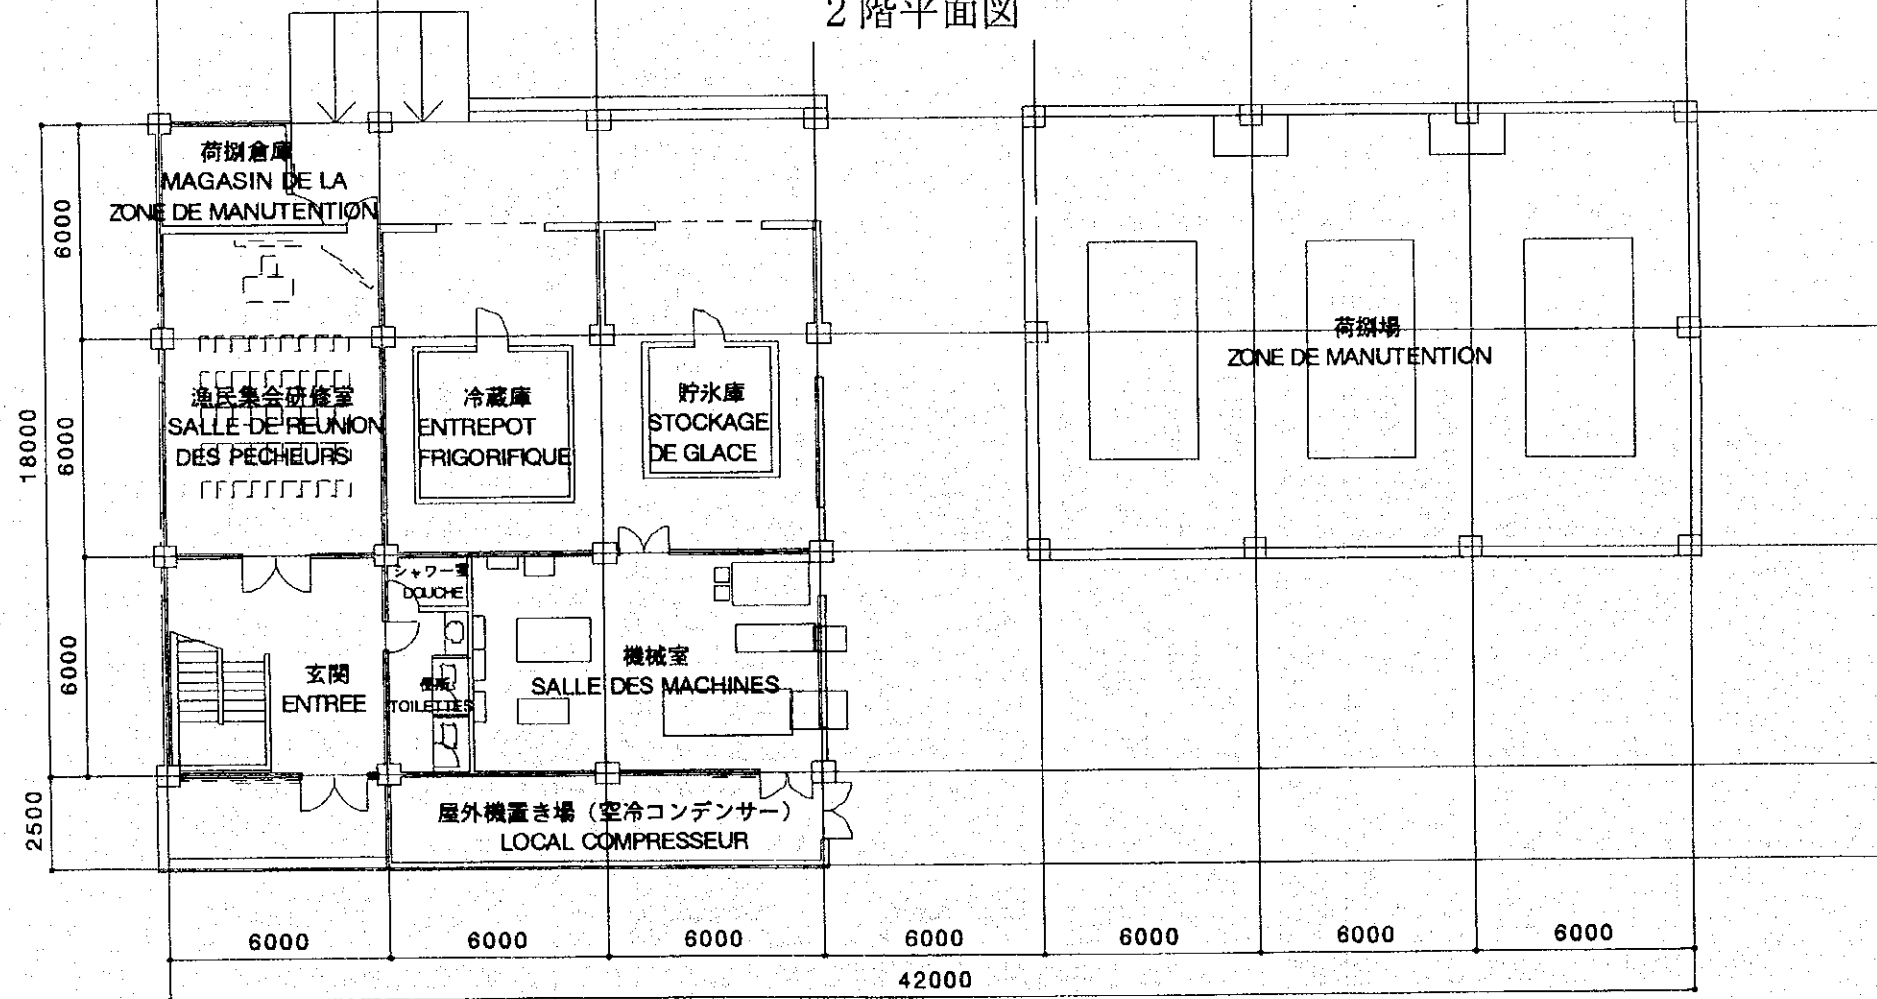 2階平面図
荷捌倉庫
MAGASIN DE LA
ZONE DE MANUTENTION
荷捌場
ZONE DE MANUTENTION
漁民集会研修室
SALLE DE REUNION
DES PECHEURS
冷蔵庫
ENTREPOT
FRIGORIFIQUE
貯氷庫
STOCKAGE
DE GLACE
シャワー室
DOUCHE
玄関
ENTREE
便所
TOILETTES
機械室
SALLE DES MACHINES
屋外機置き場（空冷コンデンサー）
LOCAL COMPRESSEUR
6000
6000
6000
18000
2500
6000
6000
6000
6000
6000
6000
6000
42000